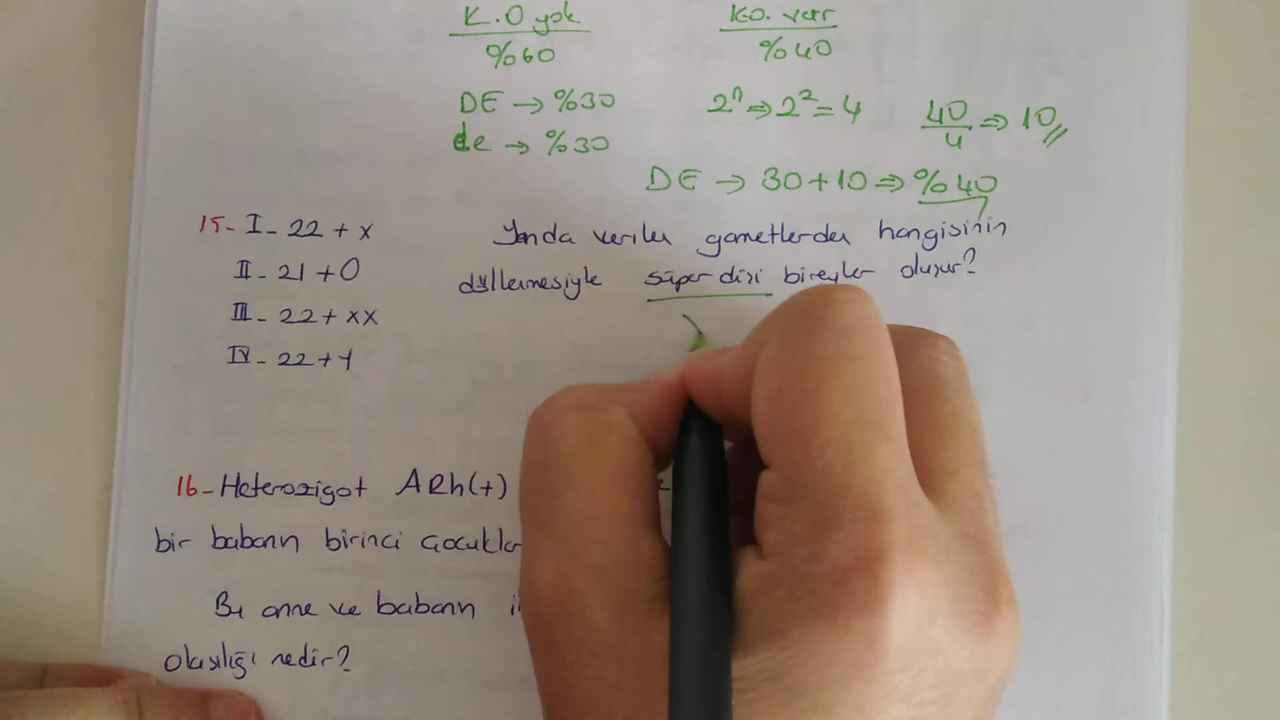 K.O yok K.O. var
%60 %40
DE → %30 2ⁿ ⇒ 2² = 4 40/4 ⇒ 10//
de → %30
DE → 30+10 ⇒ %40
15- I- 22 + x Yanda verilen gametlerden hangisinin
II- 21 + O döllenmesiyle süper dişi bireyler oluşur?
III- 22 + xx
IV- 22 + y
16- Heterozigot ARh(+)
bir babanın birinci çocukla
Bu anne ve babanın
olasılığı nedir?